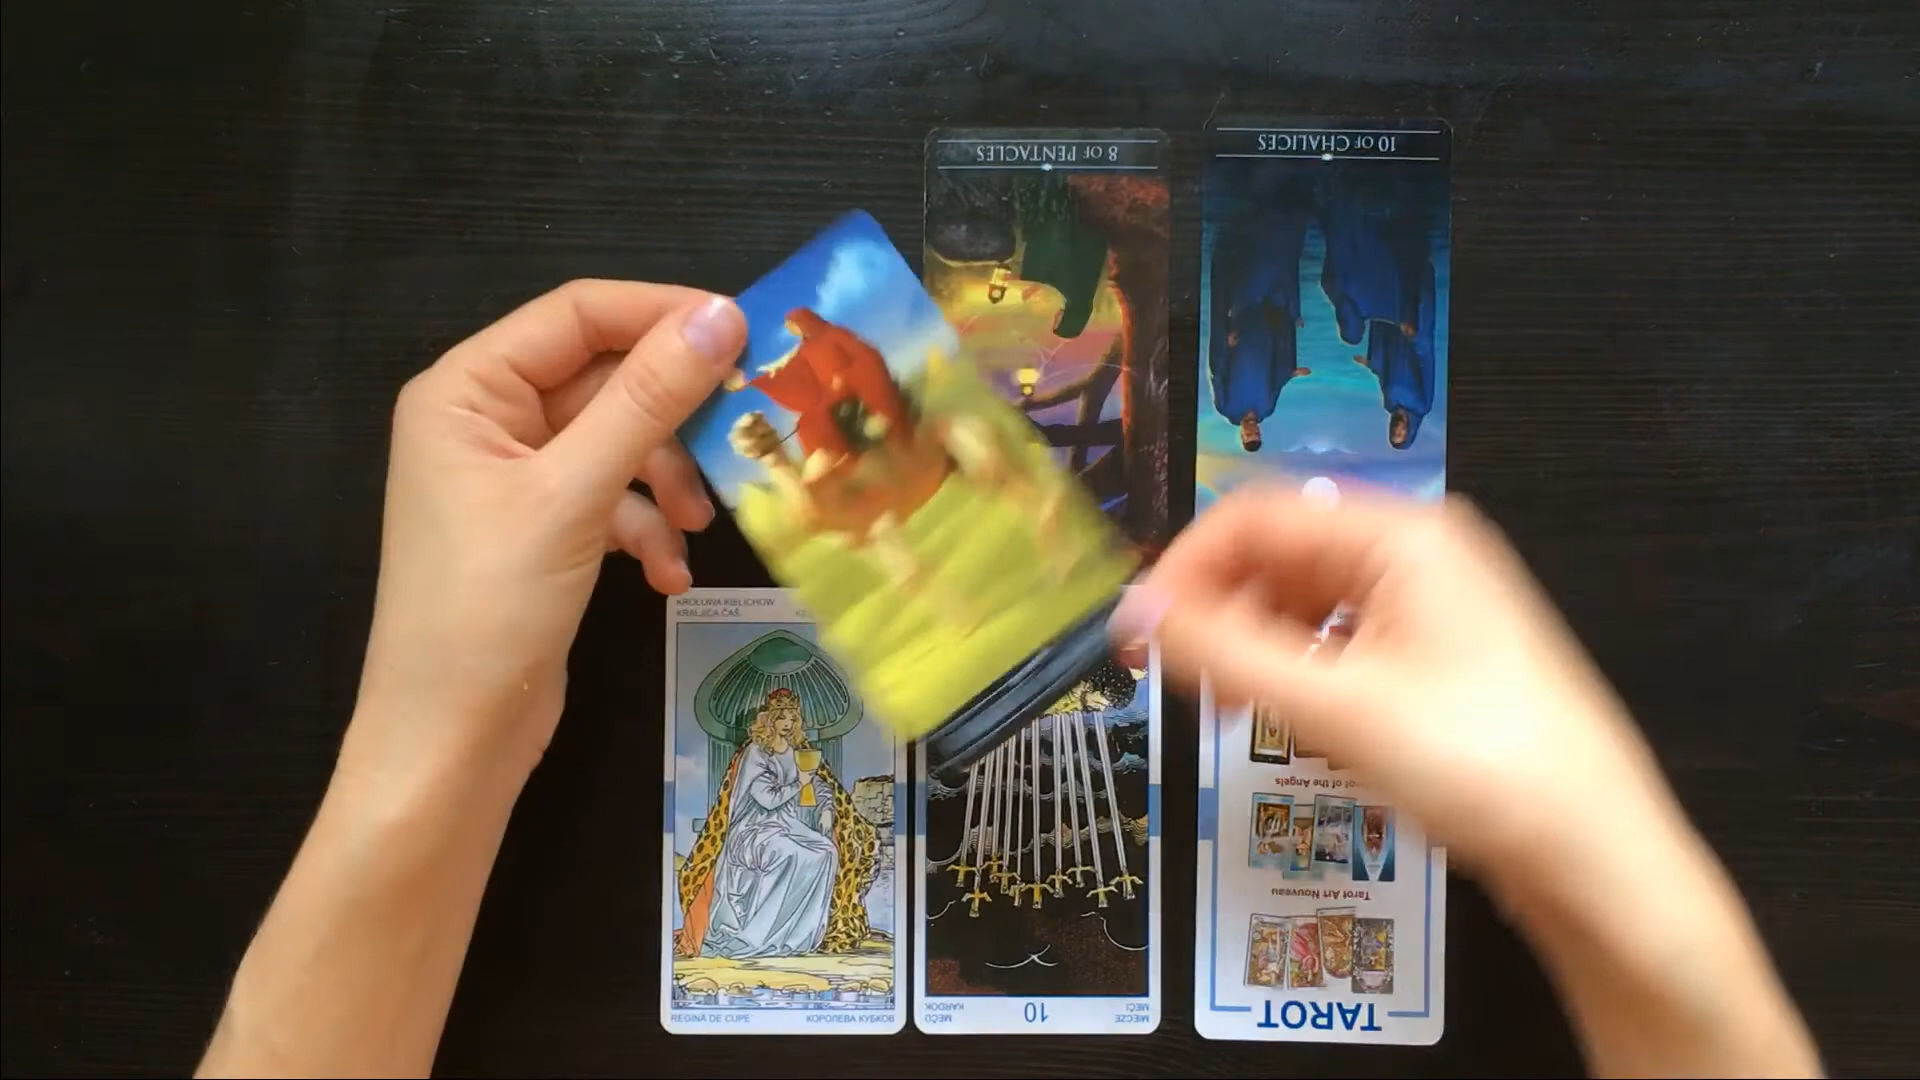 8 OF PENTACLES
10 OF CHALICES
KRÓLOWA KIELICHÓW
KRALJICA ČAŠ
REGINĂ DE CUPE
КОРОЛЕВА КУБКОВ
10
MIECZE
MEČI
MEČŮ
KARDOK
of the Angels
Tarot Art Nouveau
TAROT